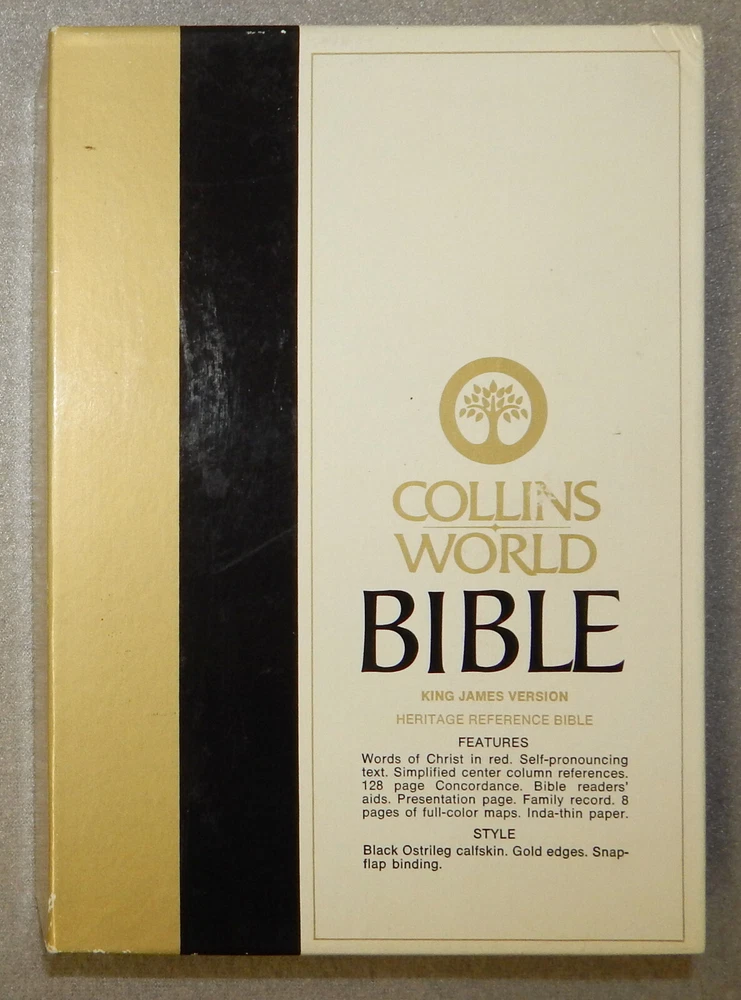 COLLINS
WORLD
BIBLE
KING JAMES VERSION
HERITAGE REFERENCE BIBLE
FEATURES
Words of Christ in red. Self-pronouncing
text. Simplified center column references.
128 page Concordance. Bible readers'
aids. Presentation page. Family record. 8
pages of full-color maps. Inda-thin paper.
STYLE
Black Ostrileg calfskin. Gold edges. Snap-
flap binding.